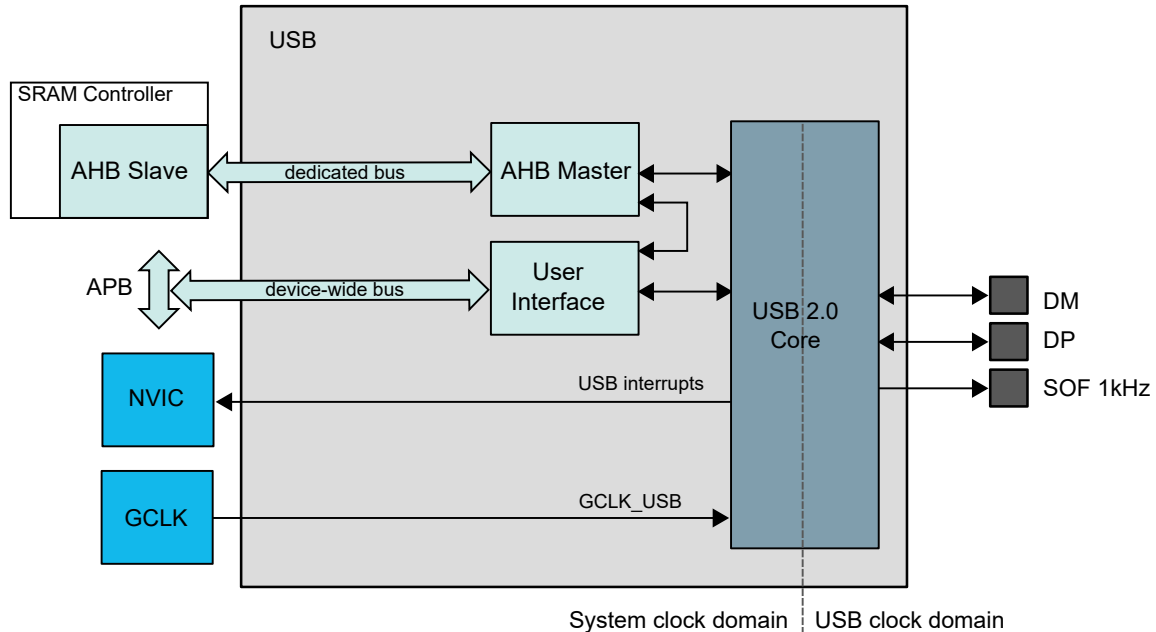 USB
SRAM Controller
AHB Slave
dedicated bus
AHB Master
APB
device-wide bus
User
Interface
USB 2.0
Core
DM
DP
SOF 1kHz
NVIC
USB interrupts
GCLK
GCLK_USB
System clock domain
USB clock domain